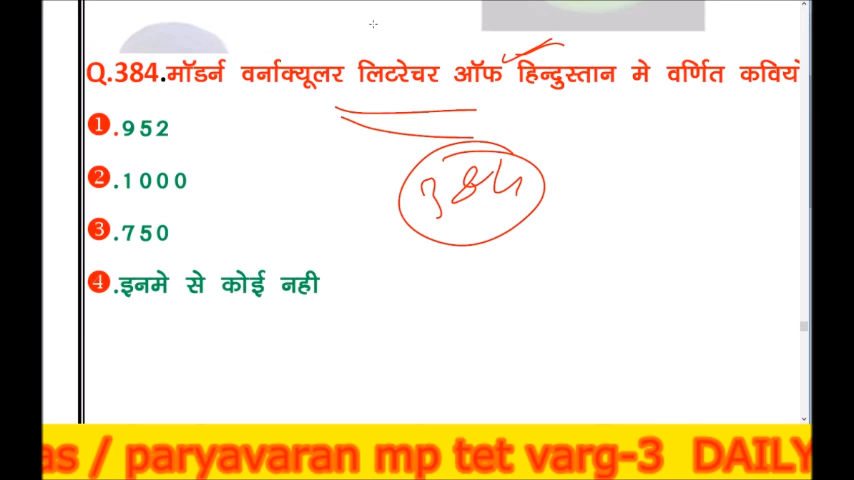 Q.384.मॉडर्न वर्नाक्यूलर लिटरेचर ऑफ हिन्दुस्तान मे वर्णित कवियो
1.952
2.1000
384
3.750
4.इनमे से कोई नही
as / paryavaran mp tet varg-3 DAILY